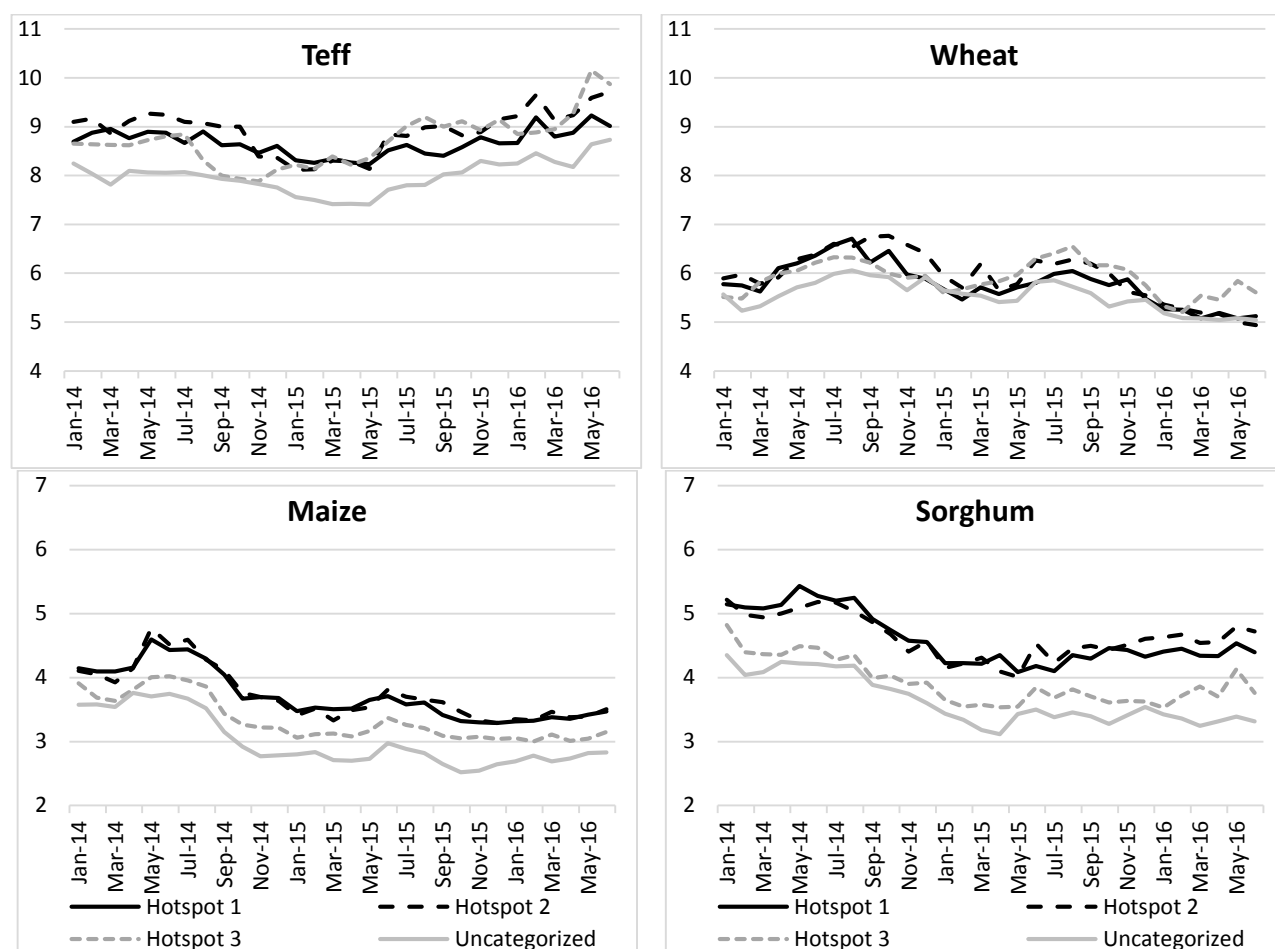 Teff
11
10
9
8
7
6
5
4
Jan-14
Mar-14
May-14
Jul-14
Sep-14
Nov-14
Jan-15
Mar-15
May-15
Jul-15
Sep-15
Nov-15
Jan-16
Mar-16
May-16
Wheat
11
10
9
8
7
6
5
4
Jan-14
Mar-14
May-14
Jul-14
Sep-14
Nov-14
Jan-15
Mar-15
May-15
Jul-15
Sep-15
Nov-15
Jan-16
Mar-16
May-16
Maize
7
6
5
4
3
2
Jan-14
Mar-14
May-14
Jul-14
Sep-14
Nov-14
Jan-15
Mar-15
May-15
Jul-15
Sep-15
Nov-15
Jan-16
Mar-16
May-16
Hotspot 1
Hotspot 2
Hotspot 3
Uncategorized
Sorghum
7
6
5
4
3
2
Jan-14
Mar-14
May-14
Jul-14
Sep-14
Nov-14
Jan-15
Mar-15
May-15
Jul-15
Sep-15
Nov-15
Jan-16
Mar-16
May-16
Hotspot 1
Hotspot 2
Hotspot 3
Uncategorized